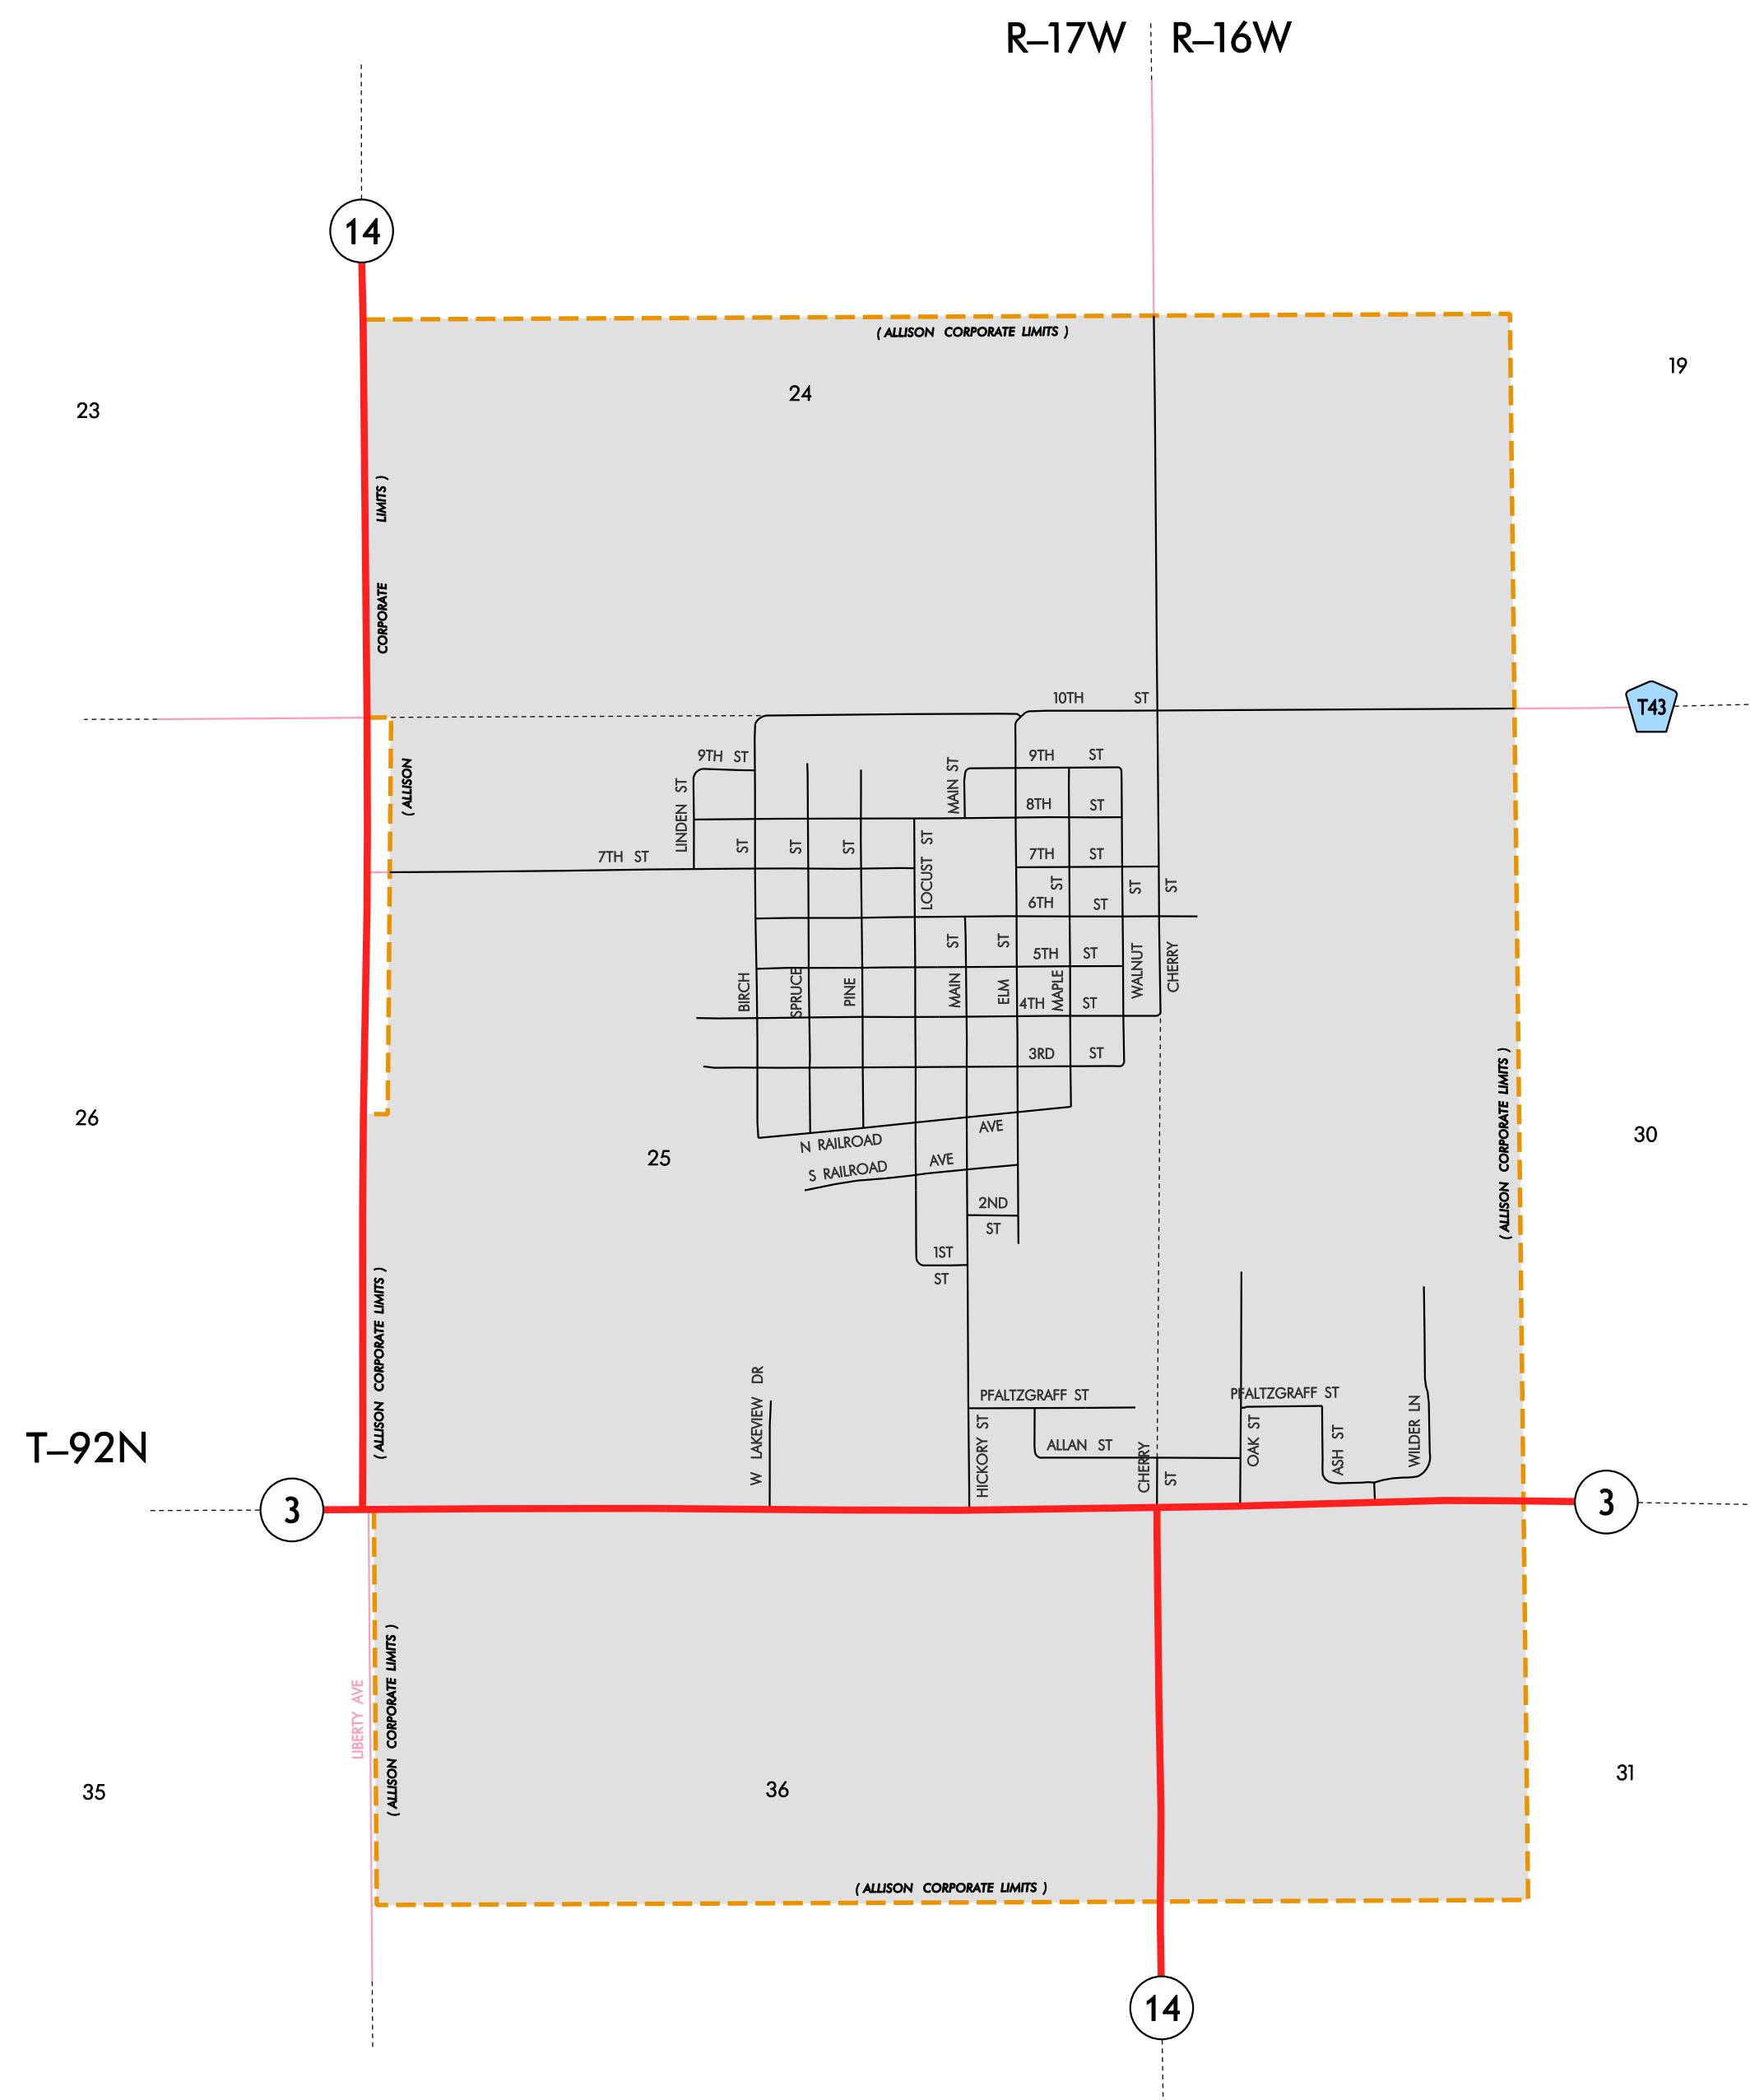 R–17W
R–16W
14
( ALLISON CORPORATE LIMITS )
19
24
23
( ALLISON CORPORATE LIMITS )
10TH ST
T43
9TH ST
MAIN ST
9TH ST
LINDEN ST
8TH ST
7TH ST
BIRCH ST
SPRUCE ST
PINE ST
LOCUST ST
7TH ST
6TH ST
MAIN ST
ELM ST
MAPLE ST
WALNUT ST
CHERRY ST
5TH ST
4TH ST
3RD ST
26
25
N RAILROAD AVE
S RAILROAD AVE
30
( ALLISON CORPORATE LIMITS )
2ND ST
1ST ST
( ALLISON CORPORATE LIMITS )
W LAKEVIEW DR
PFALTZGRAFF ST
PFALTZGRAFF ST
HICKORY ST
ALLAN ST
CHERRY ST
OAK ST
ASH ST
WILDER LN
T–92N
3
3
LIBERTY AVE
( ALLISON CORPORATE LIMITS )
35
36
31
( ALLISON CORPORATE LIMITS )
14